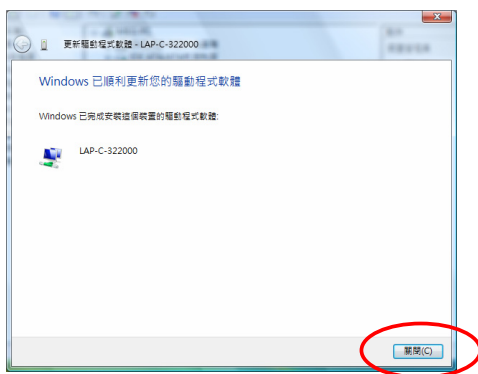 更新驅動程式軟體 - LAP-C-322000
Windows 已順利更新您的驅動程式軟體
Windows 已完成安裝這個裝置的驅動程式軟體:
LAP-C-322000
關閉(C)